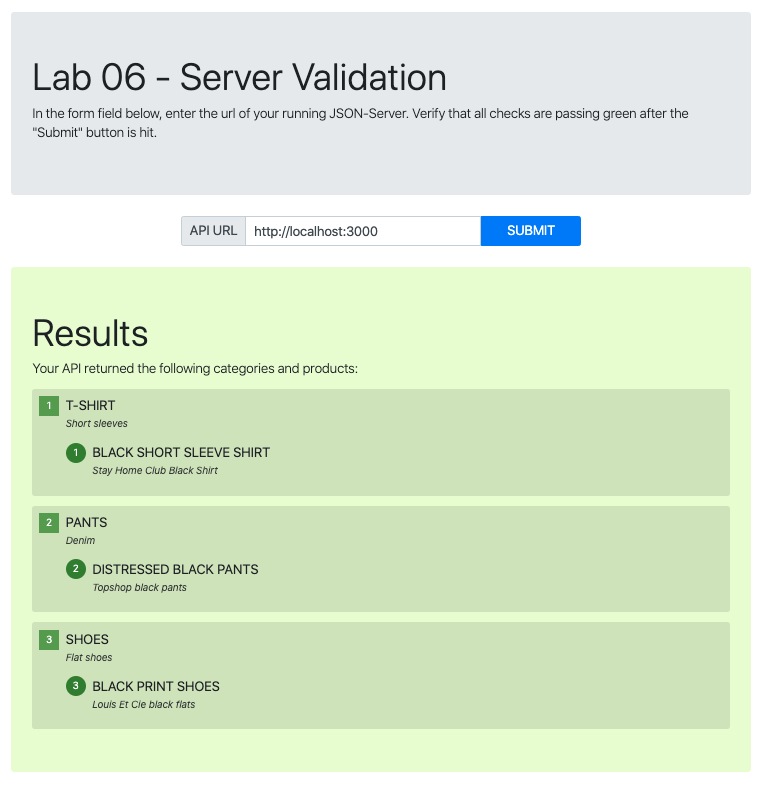 Lab 06 - Server Validation
In the form field below, enter the url of your running JSON-Server. Verify that all checks are passing green after the
"Submit" button is hit.
API URL http://localhost:3000 SUBMIT
Results
Your API returned the following categories and products:
1 T-SHIRT
Short sleeves
1 BLACK SHORT SLEEVE SHIRT
Stay Home Club Black Shirt
2 PANTS
Denim
2 DISTRESSED BLACK PANTS
Topshop black pants
3 SHOES
Flat shoes
3 BLACK PRINT SHOES
Louis Et Cie black flats